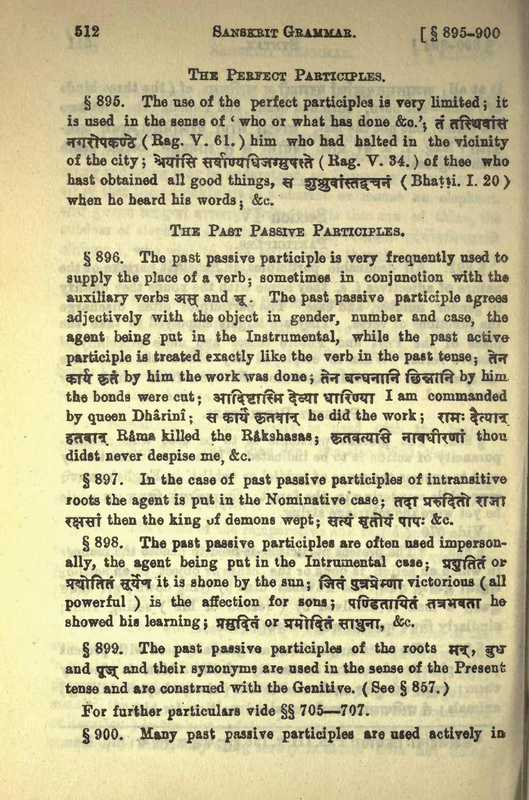 512 SANSKRIT GRAMMAR. [ § 895-900
THE PERFECT PARTICIPLES.
§ 895. The use of the perfect participles is very limited; it
is used in the sense of ‘ who or what has done &c.’; तं तस्थिवांसं
नगरोपकण्ठे ( Rag. V. 61. ) him who had halted in the vicinity
of the city; श्रेयांसि सर्वाण्यधिजग्मुषस्ते ( Rag. V. 34. ) of thee who
hast obtained all good things, स शुश्रुवांस्तद्वचनं ( Bhaṭṭi. I. 20 )
when he heard his words; &c.
THE PAST PASSIVE PARTICIPLES.
§ 896. The past passive participle is very frequently used to
supply the place of a verb; sometimes in conjunction with the
auxiliary verbs अस् and भू. The past passive participle agrees
adjectively with the object in gender, number and case, the
agent being put in the Instrumental, while the past active
participle is treated exactly like the verb in the past tense; तेन
कार्यं कृतं by him the work was done; तेन बन्धनानि छिन्नानि by him
the bonds were cut; आदिष्टास्मि देव्या धारिण्या I am commanded
by queen Dhârinî; स कार्यं कृतवान् he did the work; रामः दैत्यान्
हतवान् Râma killed the Râkshasas; कृतवत्यसि नावधीरणां thou
didst never despise me, &c.
§ 897. In the case of past passive participles of intransitive
roots the agent is put in the Nominative case; तदा प्ररुदितो राजा
रक्षसां then the king of demons wept; सत्यं मृतोयं पापः &c.
§ 898. The past passive participles are often used imperson-
ally, the agent being put in the Intrumental case; प्रद्युतितं or
प्रद्योतितं सूर्येण it is shone by the sun; जितं पुत्रप्रेम्णा victorious ( all
powerful ) is the affection for sons; पण्डितायितं तत्रभवता he
showed his learning; प्रमुदितं or प्रमोदितं साधुना, &c.
§ 899. The past passive participles of the roots मन्, बुध
and पूज् and their synonyms are used in the sense of the Present
tense and are construed with the Genitive. ( See § 857. )
For further particulars vide §§ 705—707.
§ 900. Many past passive participles are used actively in